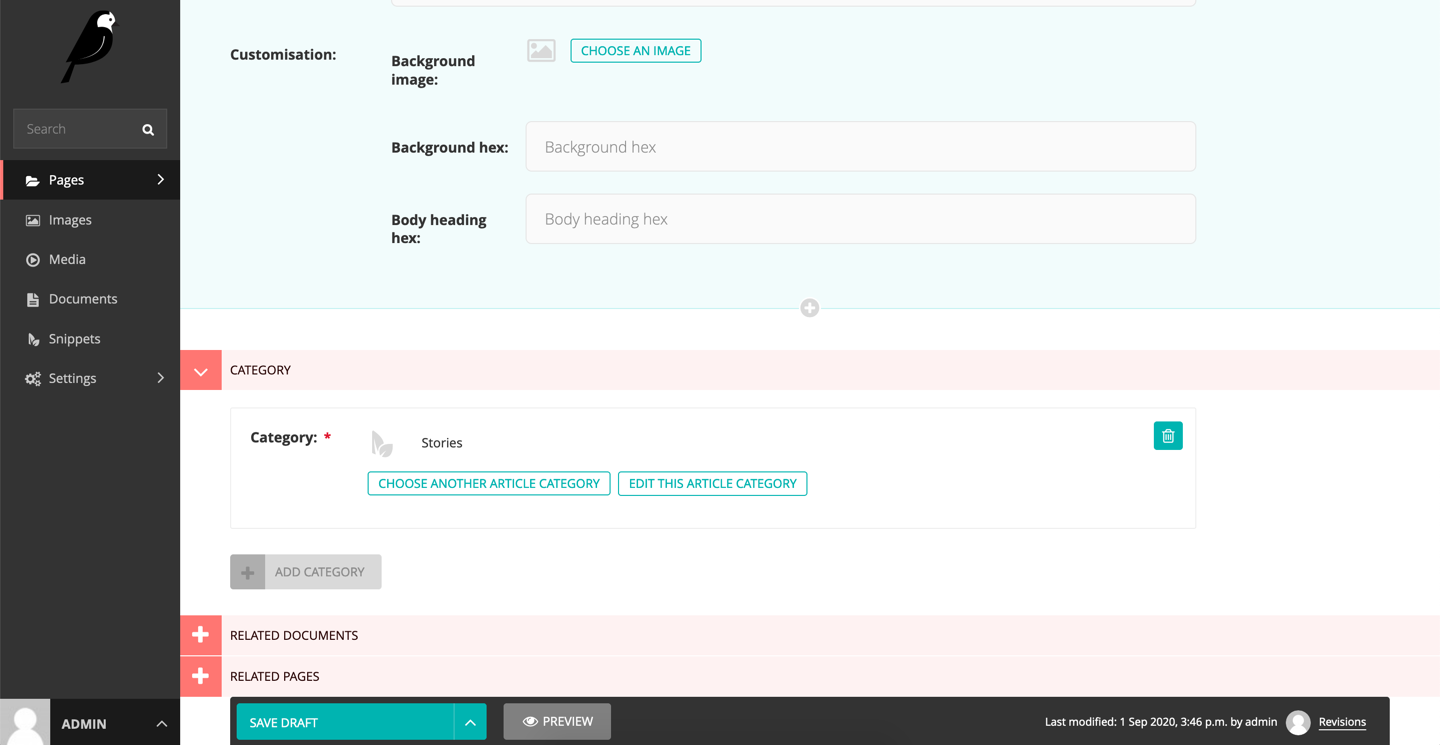 Customisation:
Background image:
CHOOSE AN IMAGE
Background hex:
Background hex
Body heading hex:
Body heading hex
Search
Pages
Images
Media
Documents
Snippets
Settings
CATEGORY
Category: *
Stories
CHOOSE ANOTHER ARTICLE CATEGORY
EDIT THIS ARTICLE CATEGORY
ADD CATEGORY
RELATED DOCUMENTS
RELATED PAGES
ADMIN
SAVE DRAFT
PREVIEW
Last modified: 1 Sep 2020, 3:46 p.m. by admin
Revisions